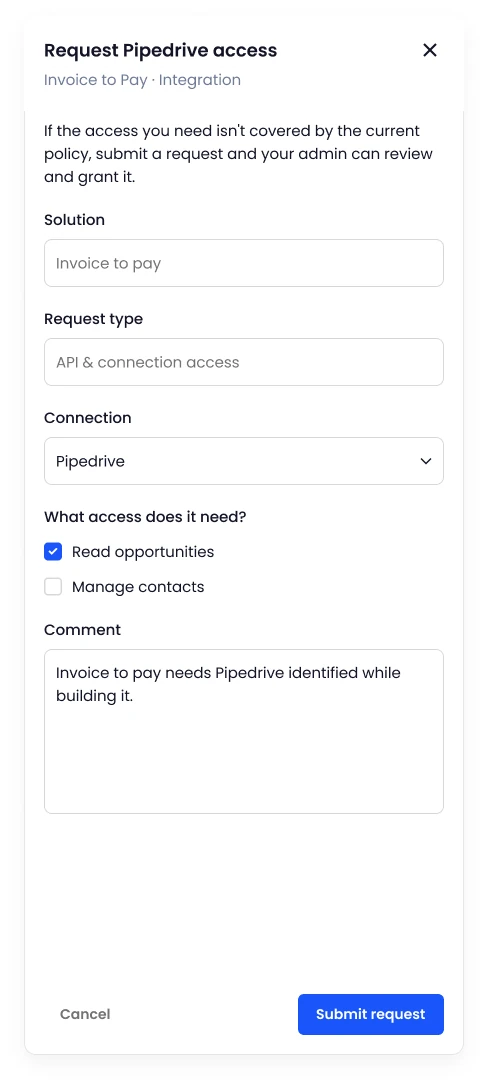 Request Pipedrive access
Invoice to Pay · Integration
If the access you need isn't covered by the current
policy, submit a request and your admin can review
and grant it.
Solution
Invoice to pay
Request type
API & connection access
Connection
Pipedrive
What access does it need?
Read opportunities
Manage contacts
Comment
Invoice to pay needs Pipedrive identified while
building it.
Cancel
Submit request